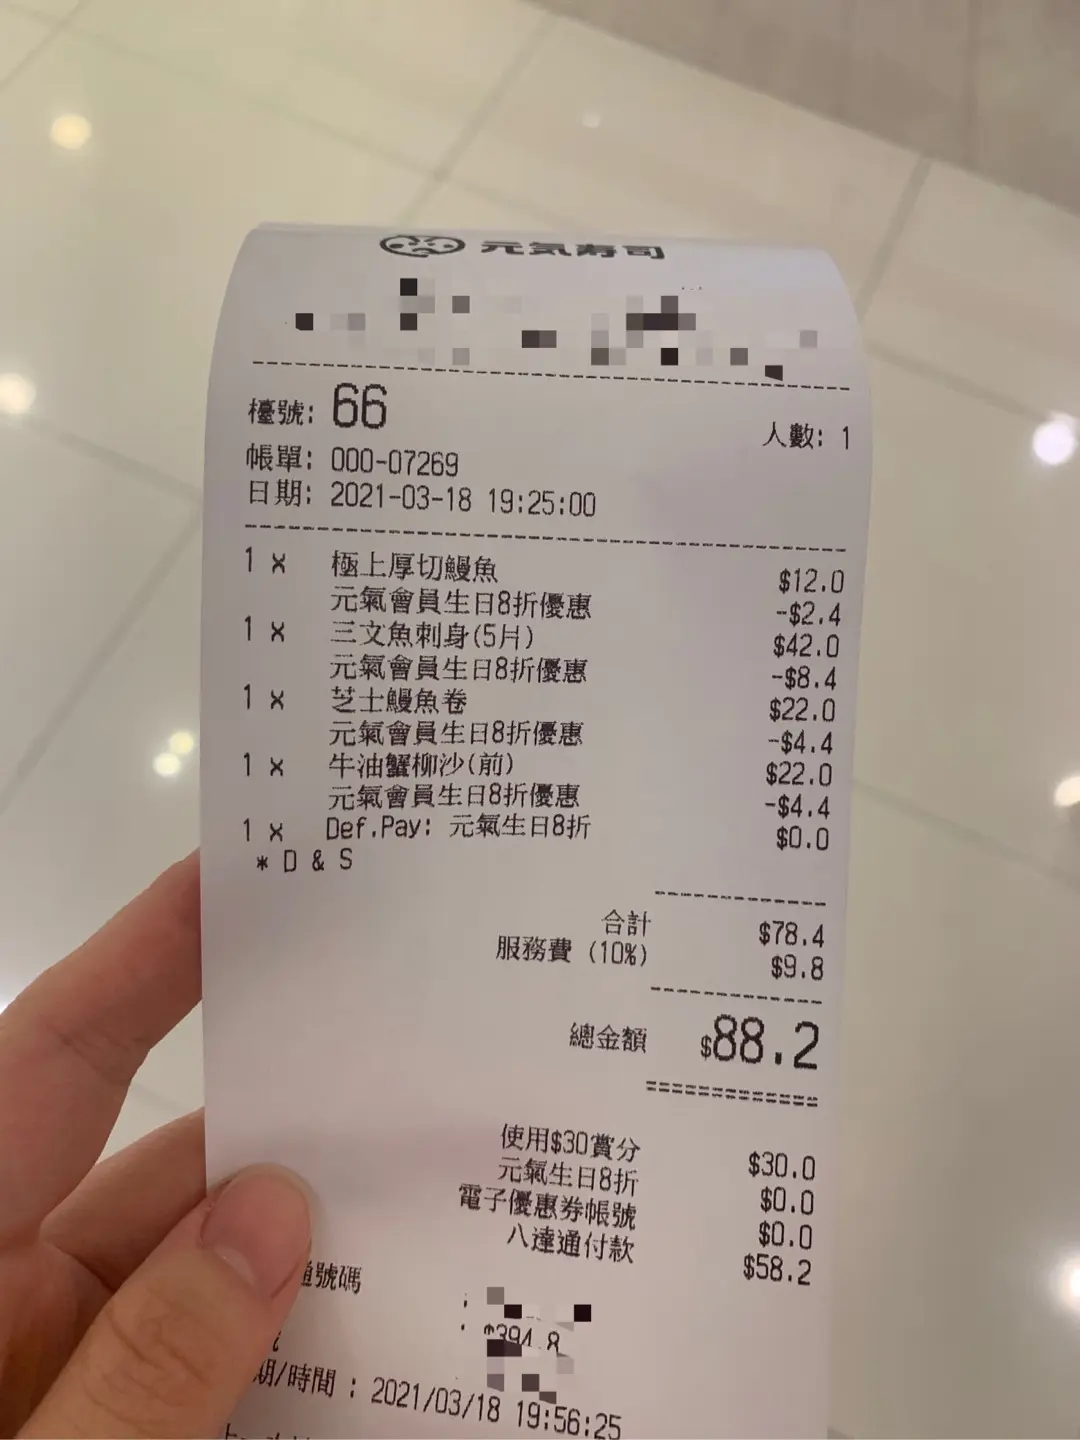 元気寿司
檯號: 66
人數: 1
帳單: 000-07269
日期: 2021-03-18 19:25:00
1 x 極上厚切鰻魚 $12.0
元氣會員生日8折優惠 -$2.4
1 x 三文魚刺身(5片) $42.0
元氣會員生日8折優惠 -$8.4
1 x 芝士鰻魚卷 $22.0
元氣會員生日8折優惠 -$4.4
1 x 牛油蟹柳沙(前) $22.0
元氣會員生日8折優惠 -$4.4
1 x Def.Pay: 元氣生日8折 $0.0
* D & S
合計 $78.4
服務費 (10%) $9.8
總金額 $88.2
使用$30賞分 $30.0
元氣生日8折 $0.0
電子優惠券帳號 $0.0
八達通付款 $58.2
號碼 :
: $394.8
期/時間 : 2021/03/18 19:56:25